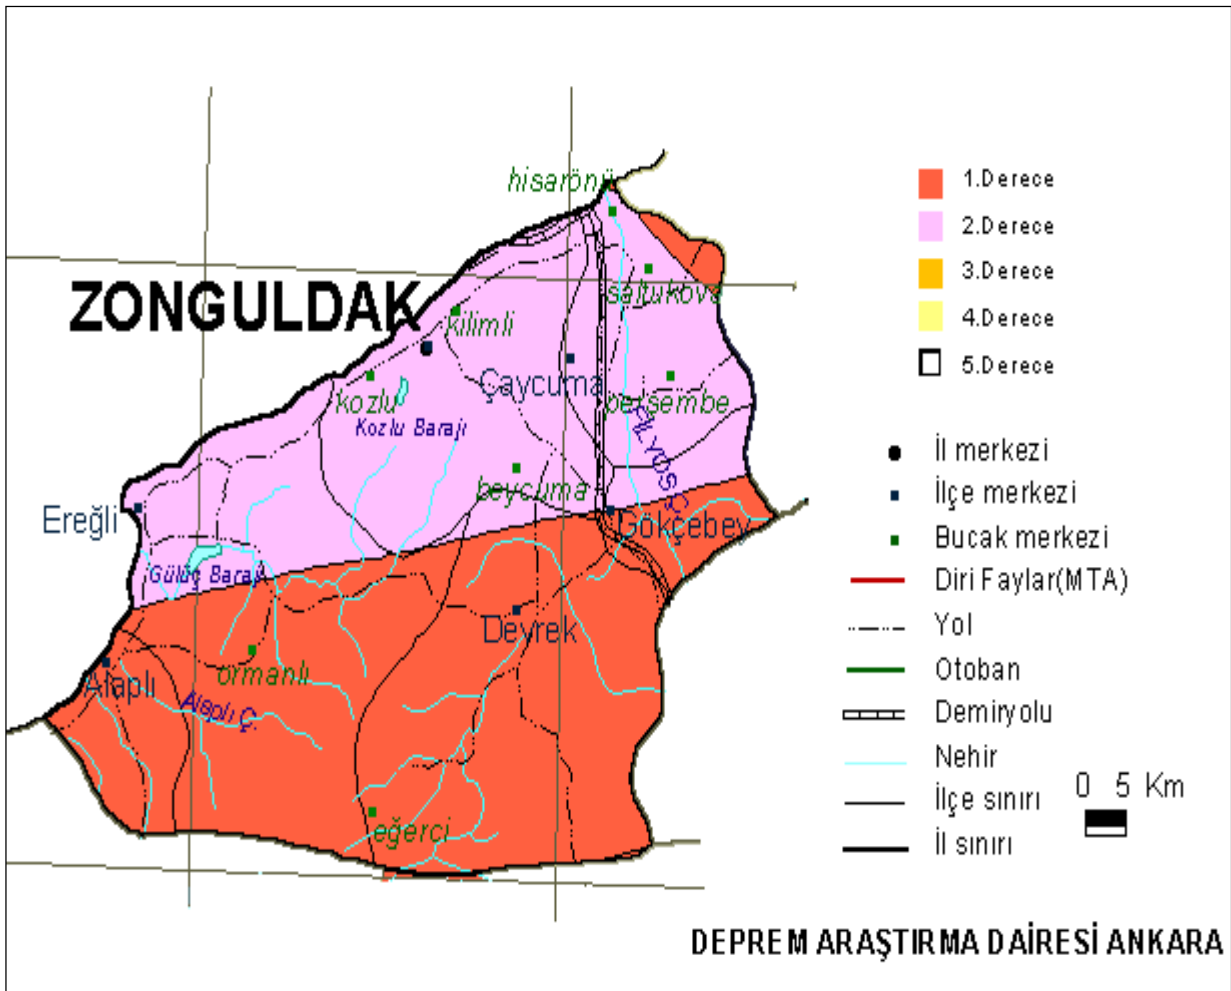 hisarönü
saltukova
ZONGULDAK
kilimli
Çaycuma
kozlu
perşembe
Kozlu Barajı
FİLYOS Ç.
beycuma
Ereğli
Gökçebey
Gülüç Barajı
Devrek
ormanlı
Alaplı
Alaplı Ç.
eğerci
1.Derece
2.Derece
3.Derece
4.Derece
5.Derece
İl merkezi
İlçe merkezi
Bucak merkezi
Diri Faylar(MTA)
Yol
Otoban
Demiryolu
Nehir
İlçe sınırı
İl sınırı
0 5 Km
DEPREM ARAŞTIRMA DAİRESİ ANKARA